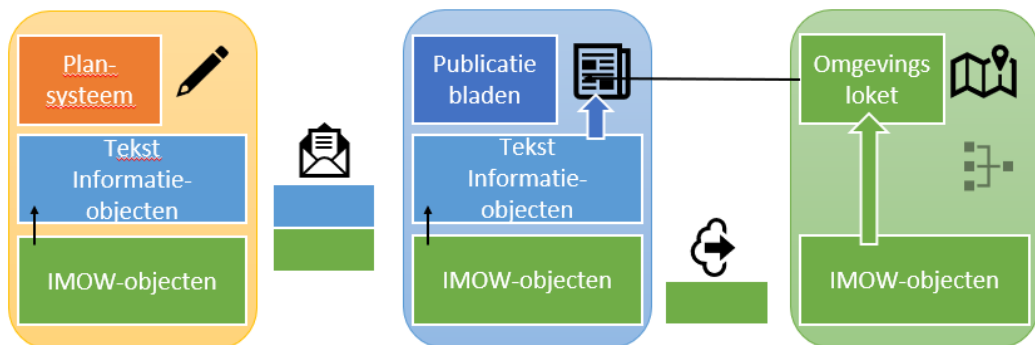 Plan-
systeem
Tekst
Informatie-
objecten
IMOW-objecten
Publicatie
bladen
Tekst
Informatie-
objecten
IMOW-objecten
Omgevings
loket
IMOW-objecten